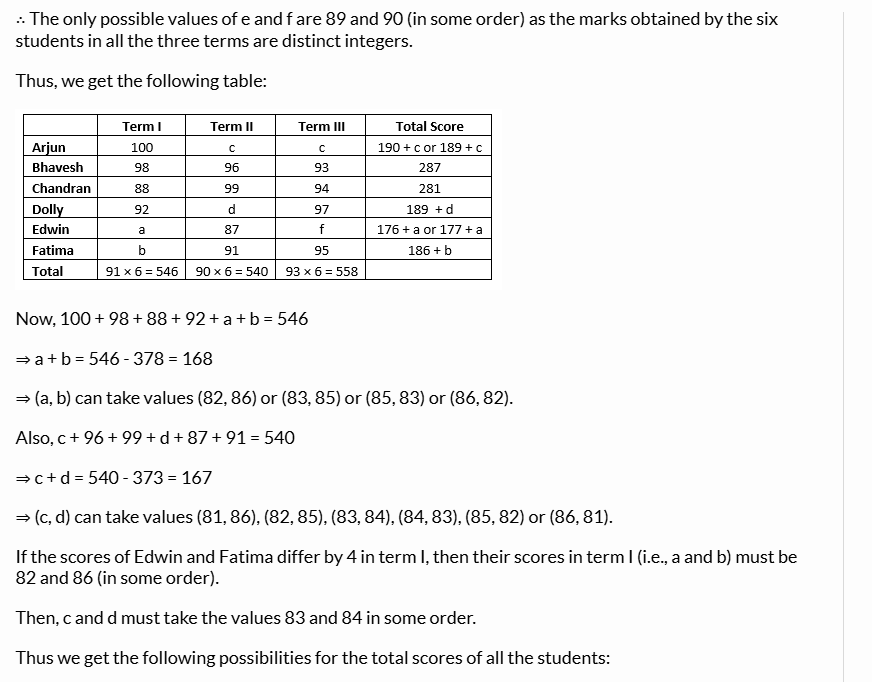 ∴ The only possible values of e and f are 89 and 90 (in some order) as the marks obtained by the six
students in all the three terms are distinct integers.
Thus, we get the following table:
Term I Term II Term III Total Score
Arjun 100 c c 190 + c or 189 + c
Bhavesh 98 96 93 287
Chandran 88 99 94 281
Dolly 92 d 97 189 + d
Edwin a 87 f 176 + a or 177 + a
Fatima b 91 95 186 + b
Total 91 × 6 = 546 90 × 6 = 540 93 × 6 = 558
Now, 100 + 98 + 88 + 92 + a + b = 546
⇒ a + b = 546 - 378 = 168
⇒ (a, b) can take values (82, 86) or (83, 85) or (85, 83) or (86, 82).
Also, c + 96 + 99 + d + 87 + 91 = 540
⇒ c + d = 540 - 373 = 167
⇒ (c, d) can take values (81, 86), (82, 85), (83, 84), (84, 83), (85, 82) or (86, 81).
If the scores of Edwin and Fatima differ by 4 in term I, then their scores in term I (i.e., a and b) must be
82 and 86 (in some order).
Then, c and d must take the values 83 and 84 in some order.
Thus we get the following possibilities for the total scores of all the students: